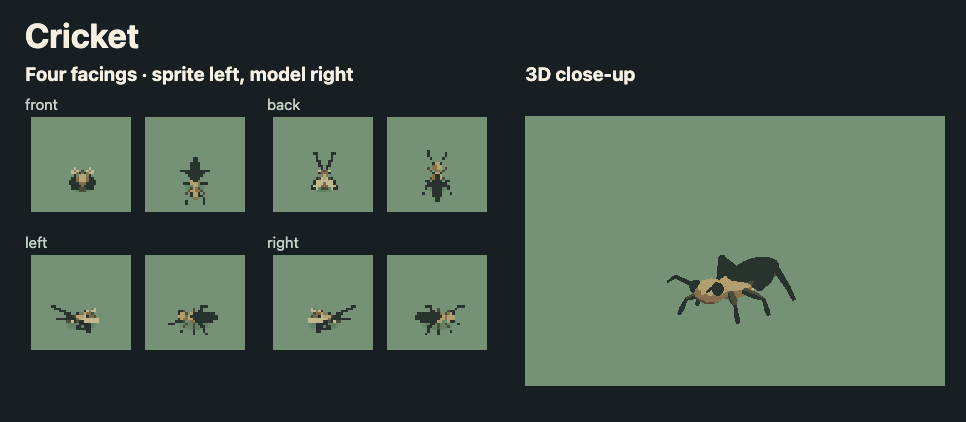 Cricket
Four facings · sprite left, model right
3D close-up
front
back
left
right